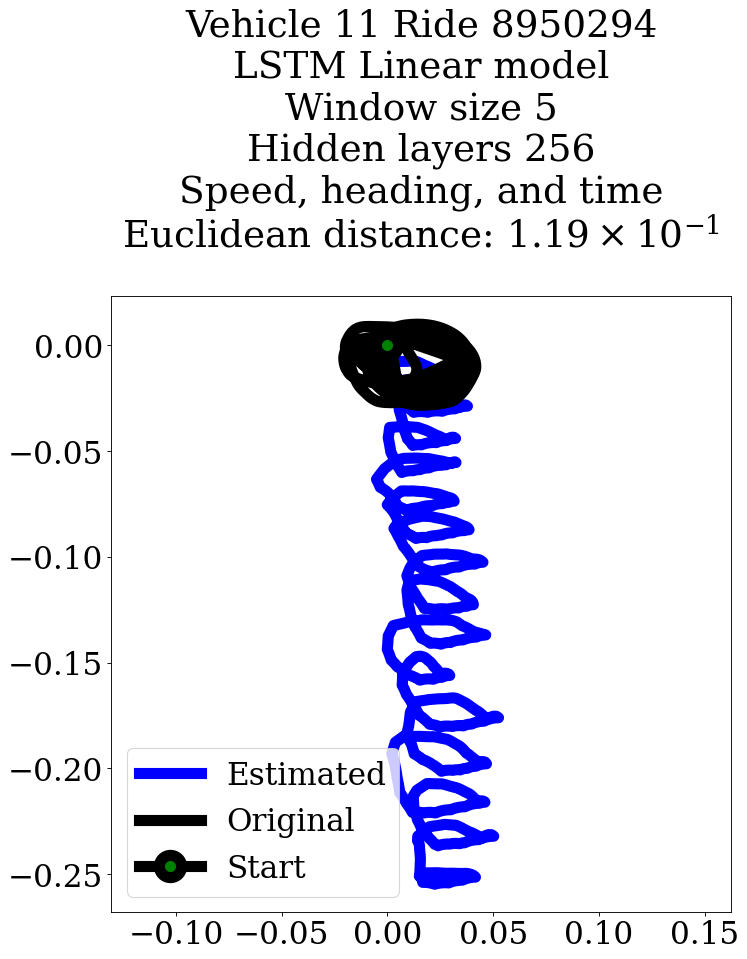 Vehicle 11 Ride 8950294
LSTM Linear model
Window size 5
Hidden layers 256
Speed, heading, and time
Euclidean distance: 1.19 × 10⁻¹
0.00
−0.05
−0.10
−0.15
−0.20
−0.25
Estimated
Original
Start
−0.10 −0.05 0.00 0.05 0.10 0.15